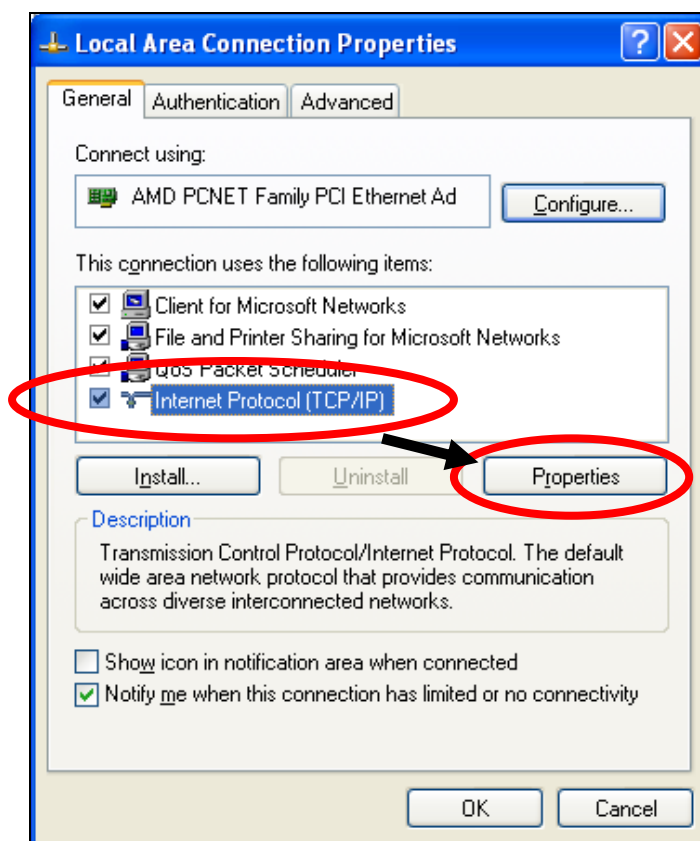 Local Area Connection Properties
General Authentication Advanced
Connect using:
AMD PCNET Family PCI Ethernet Ad
Configure...
This connection uses the following items:
Client for Microsoft Networks
File and Printer Sharing for Microsoft Networks
QoS Packet Scheduler
Internet Protocol (TCP/IP)
Install... Uninstall Properties
Description
Transmission Control Protocol/Internet Protocol. The default
wide area network protocol that provides communication
across diverse interconnected networks.
Show icon in notification area when connected
Notify me when this connection has limited or no connectivity
OK Cancel